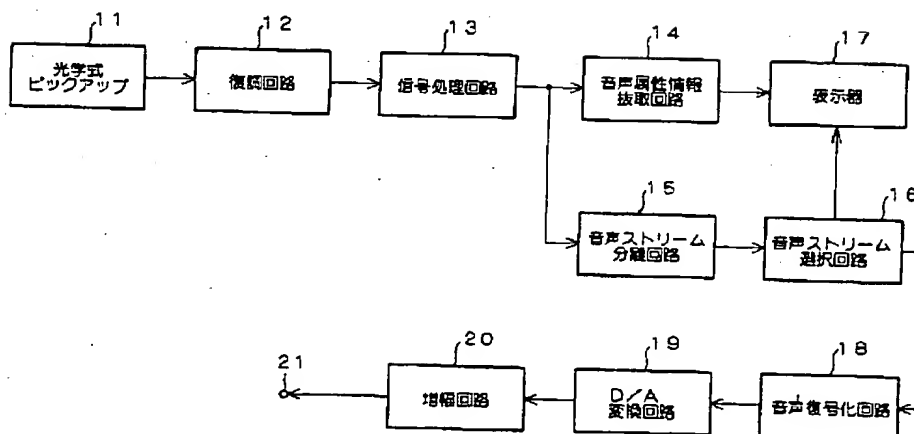 11
光学式
ピックアップ
12
復調回路
13
信号処理回路
14
音声属性情報
抜取回路
17
表示器
15
音声ストリーム
分離回路
16
音声ストリーム
選択回路
21
20
増幅回路
19
D/A
変換回路
18
音声復号化回路